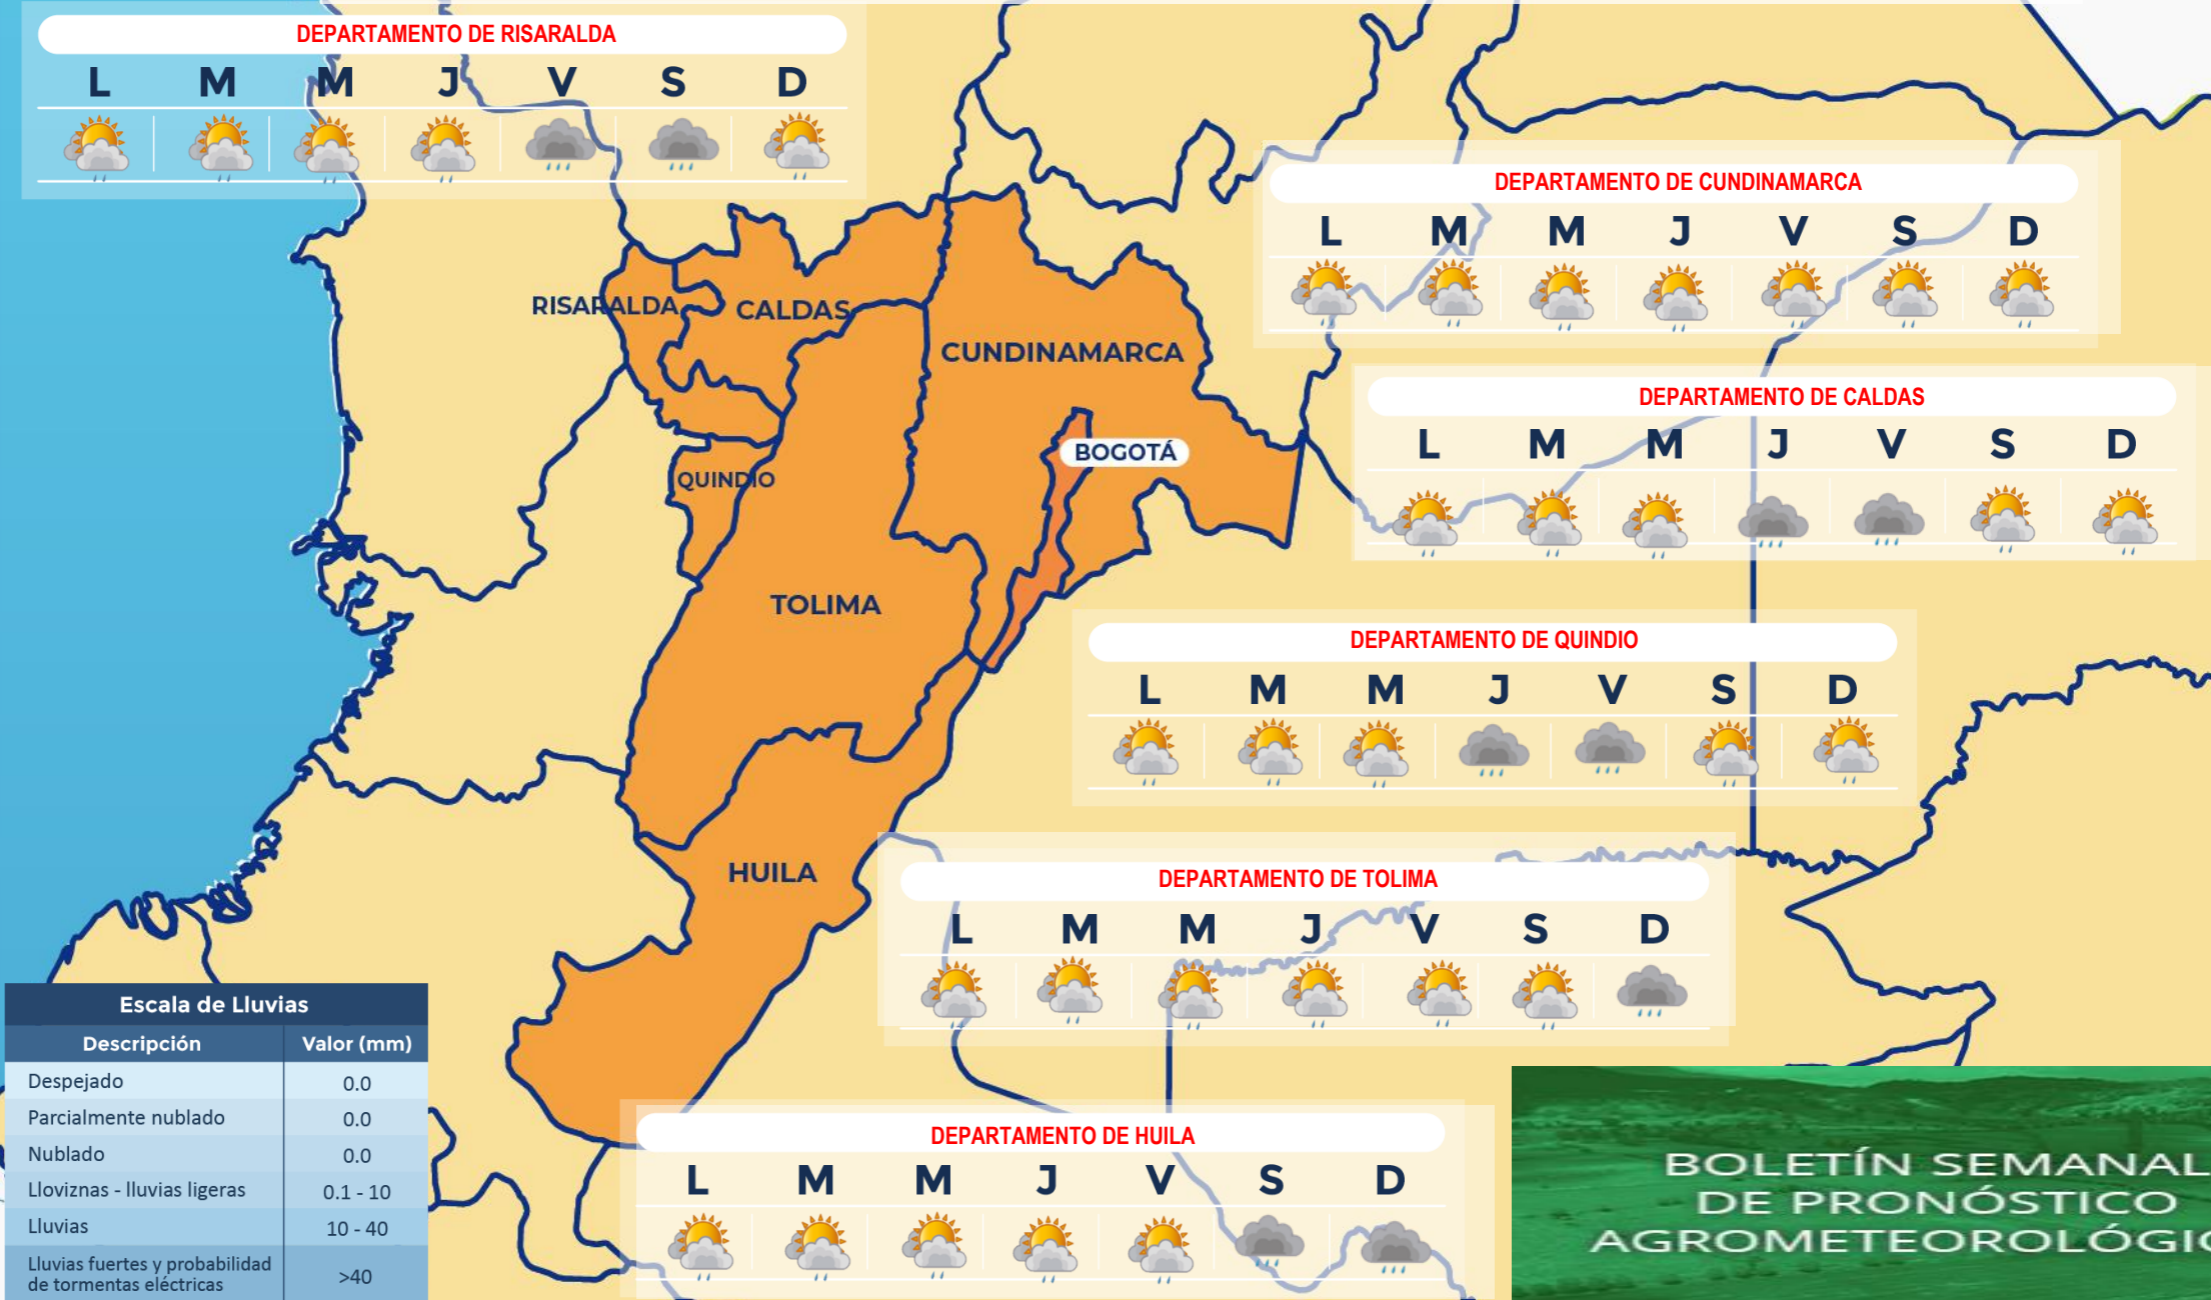 DEPARTAMENTO DE RISARALDA
L M M J V S D
DEPARTAMENTO DE CUNDINAMARCA
L M M J V S D
RISARALDA
CALDAS
CUNDINAMARCA
DEPARTAMENTO DE CALDAS
L M M J V S D
BOGOTÁ
QUINDIO
TOLIMA
DEPARTAMENTO DE QUINDIO
L M M J V S D
HUILA
DEPARTAMENTO DE TOLIMA
L M M J V S D
Escala de Lluvias
Descripción Valor (mm)
Despejado 0.0
Parcialmente nublado 0.0
Nublado 0.0
Lloviznas - lluvias ligeras 0.1 - 10
Lluvias 10 - 40
Lluvias fuertes y probabilidad
de tormentas eléctricas >40
DEPARTAMENTO DE HUILA
L M M J V S D
BOLETÍN SEMANAL
DE PRONÓSTICO
AGROMETEOROLÓGIC